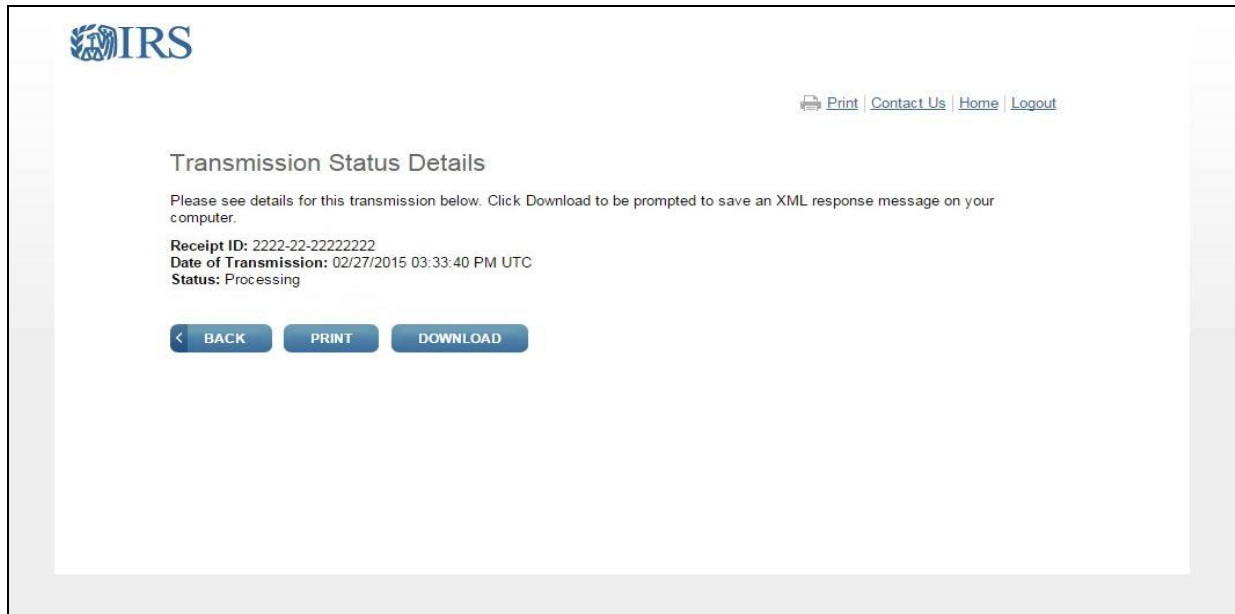 IRS
Print | Contact Us | Home | Logout
Transmission Status Details
Please see details for this transmission below. Click Download to be prompted to save an XML response message on your
computer.
Receipt ID: 2222-22-22222222
Date of Transmission: 02/27/2015 03:33:40 PM UTC
Status: Processing
< BACK PRINT DOWNLOAD